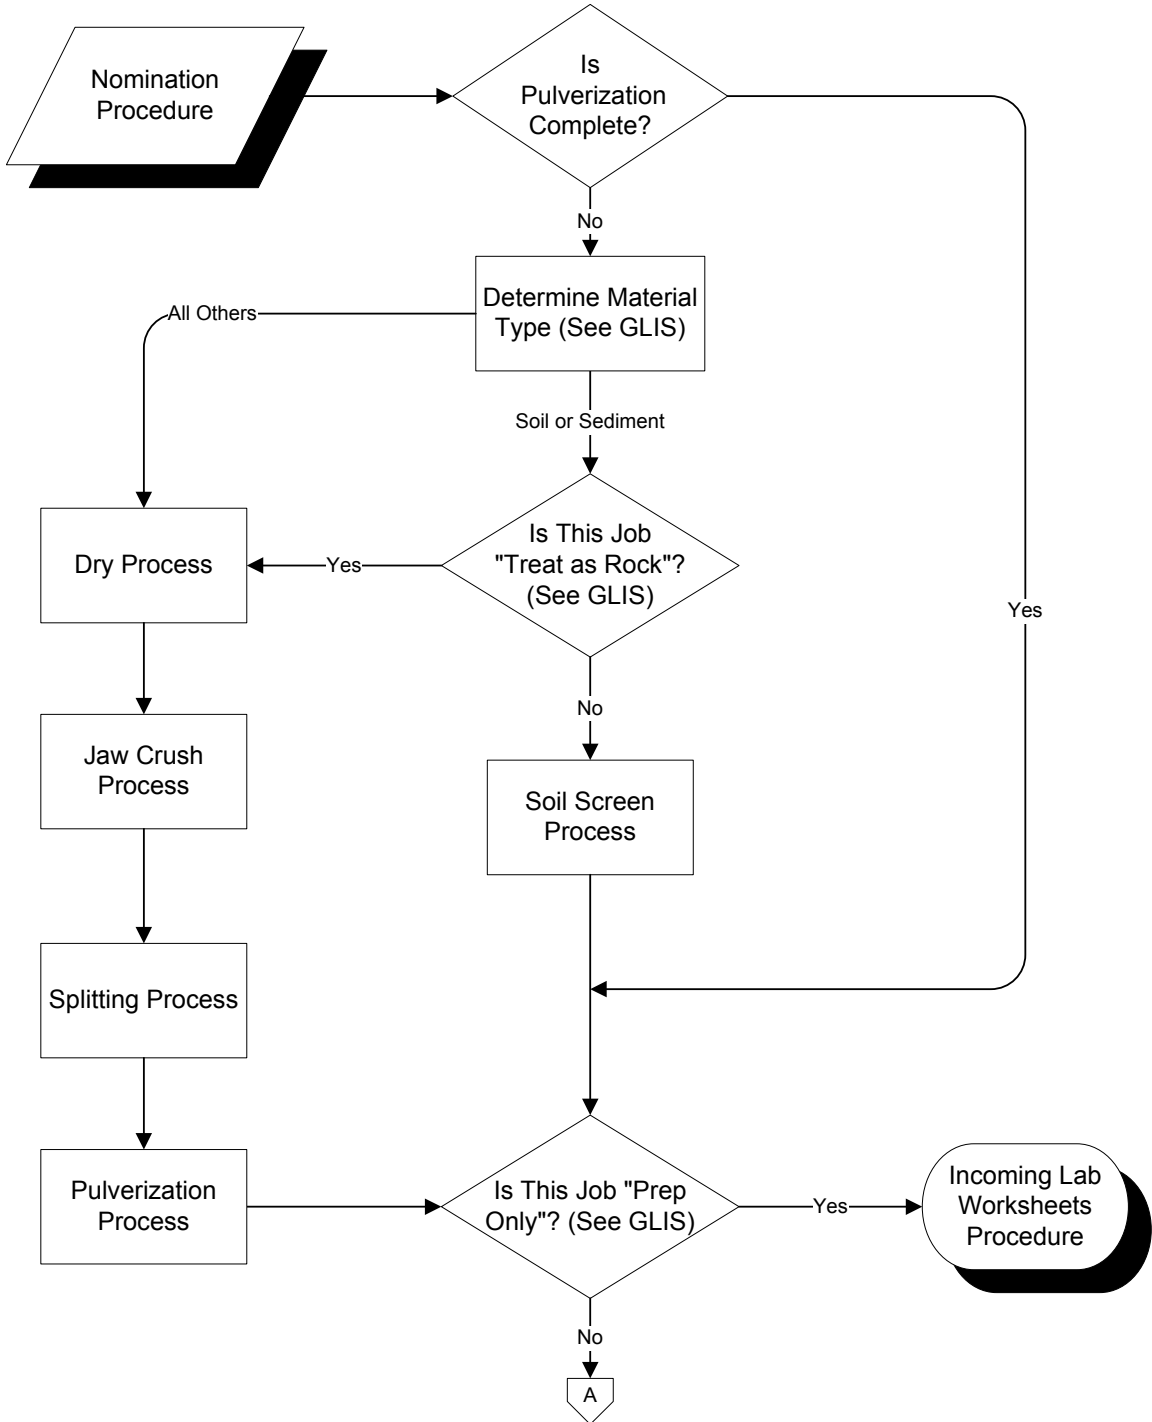 Nomination
Procedure
Is
Pulverization
Complete?
No
Determine Material
Type (See GLIS)
All Others
Soil or Sediment
Is This Job
"Treat as Rock"?
(See GLIS)
Yes
Dry Process
Yes
No
Jaw Crush
Process
Soil Screen
Process
Splitting Process
Pulverization
Process
Is This Job "Prep
Only"? (See GLIS)
Yes
Incoming Lab
Worksheets
Procedure
No
A